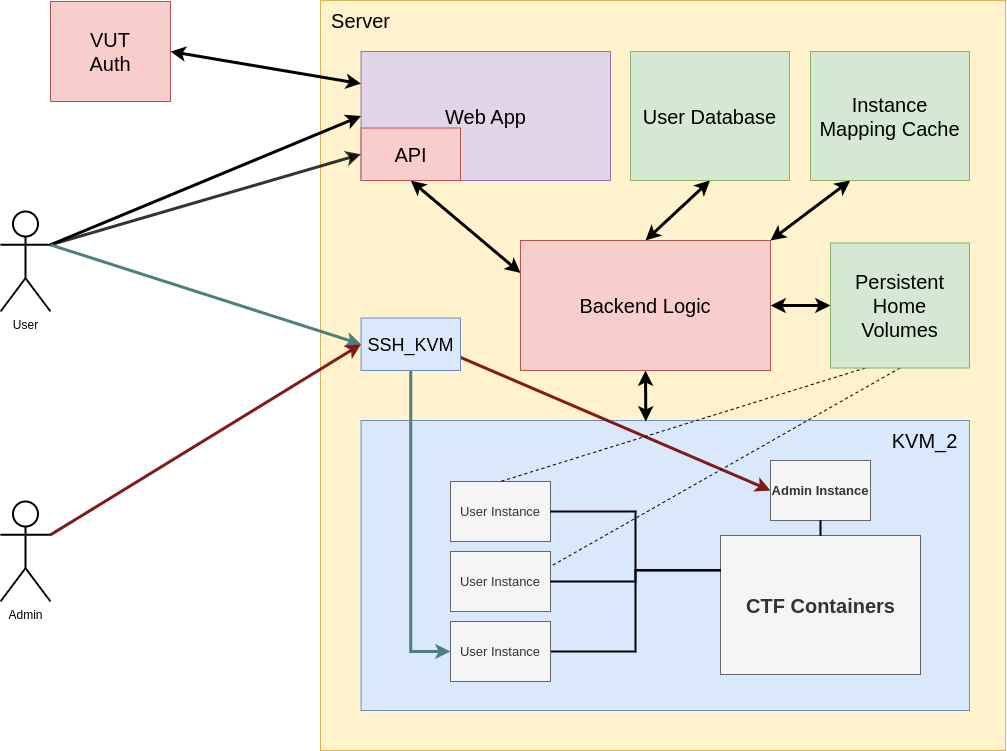 VUT
Auth
Server
Web App
API
User Database
Instance
Mapping Cache
Backend Logic
Persistent
Home
Volumes
User
SSH_KVM
KVM_2
Admin Instance
User Instance
User Instance
User Instance
CTF Containers
Admin